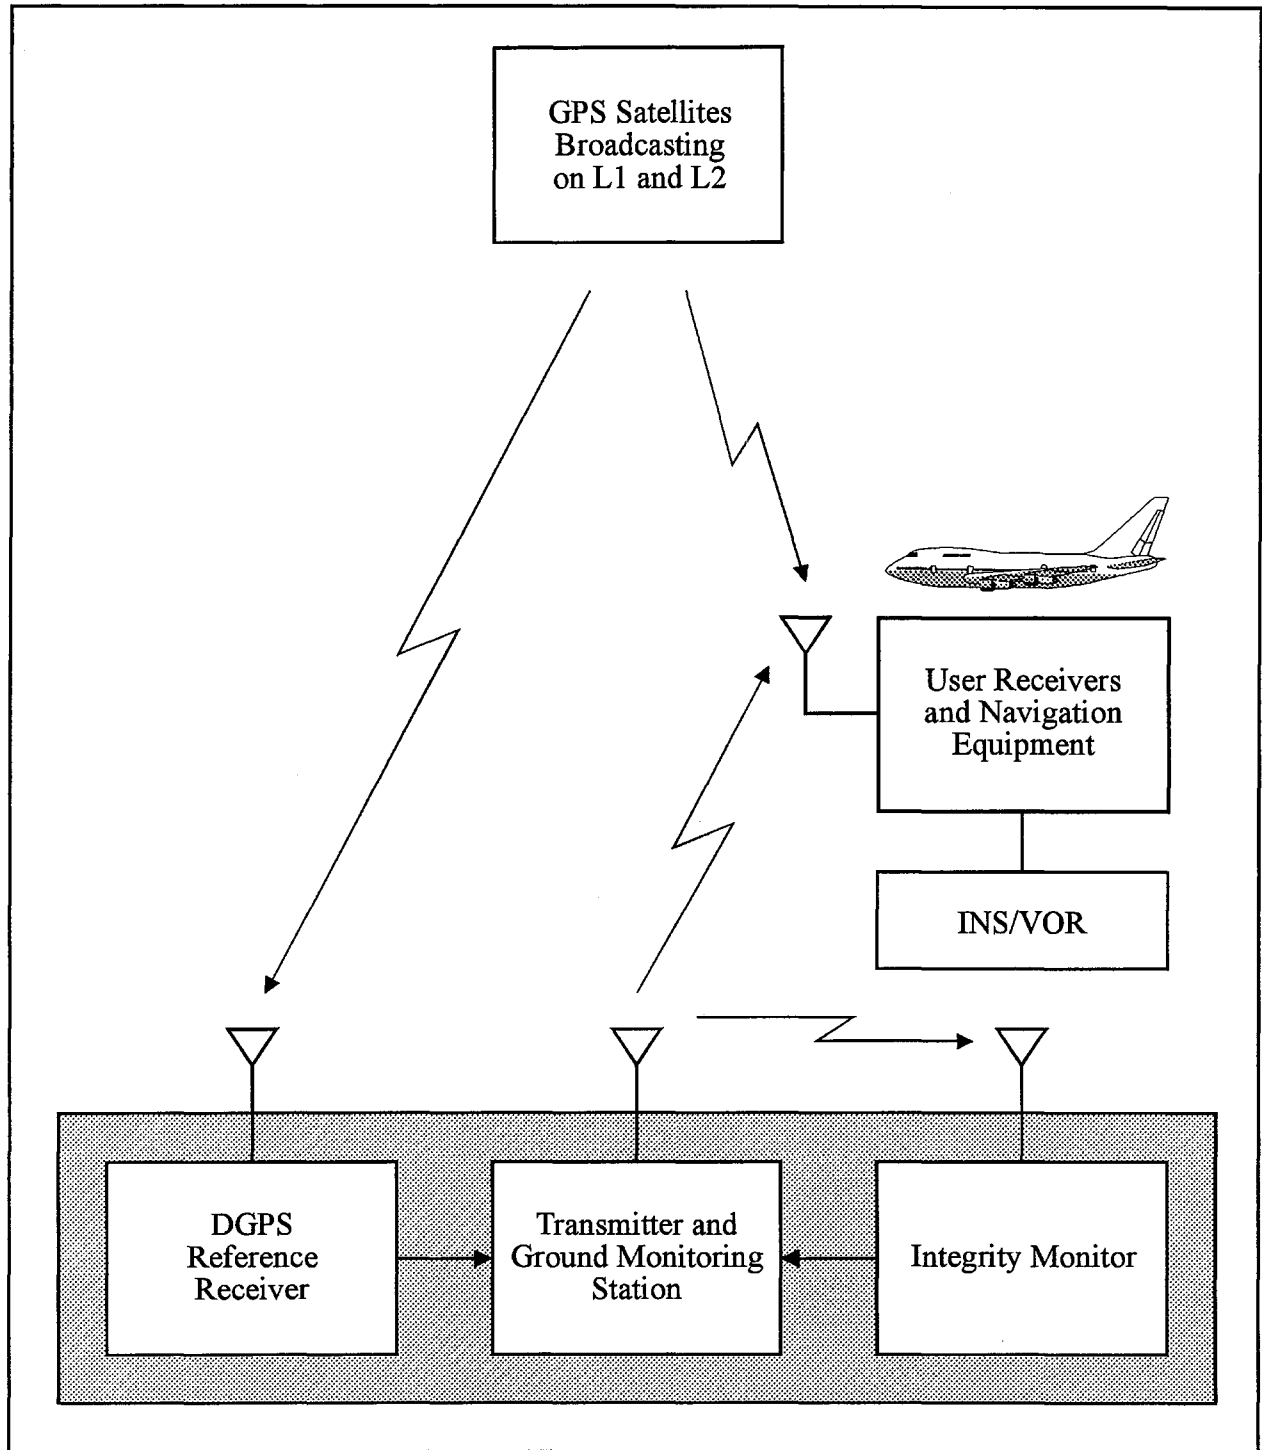 GPS Satellites
Broadcasting
on L1 and L2
User Receivers
and Navigation
Equipment
INS/VOR
DGPS
Reference
Receiver
Transmitter and
Ground Monitoring
Station
Integrity Monitor